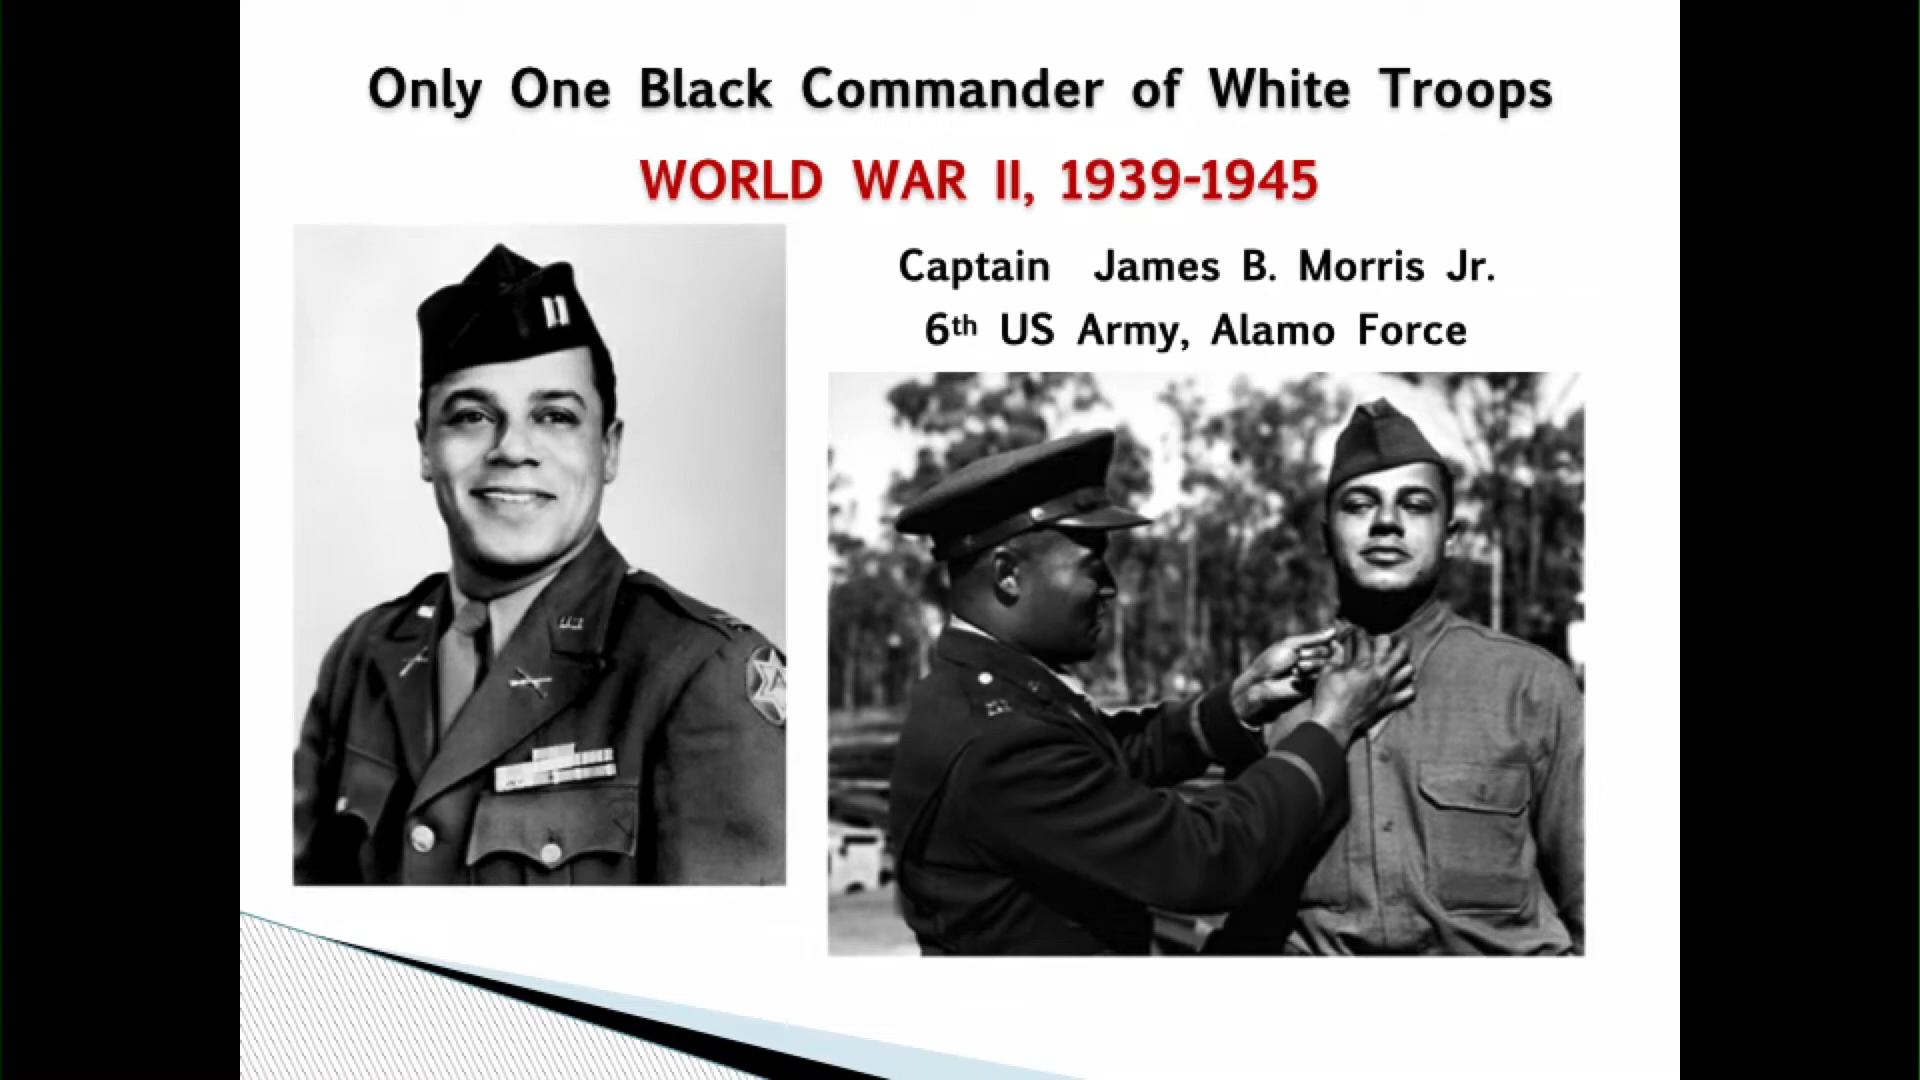 Only One Black Commander of White Troops
WORLD WAR II, 1939-1945
Captain James B. Morris Jr.
6th US Army, Alamo Force